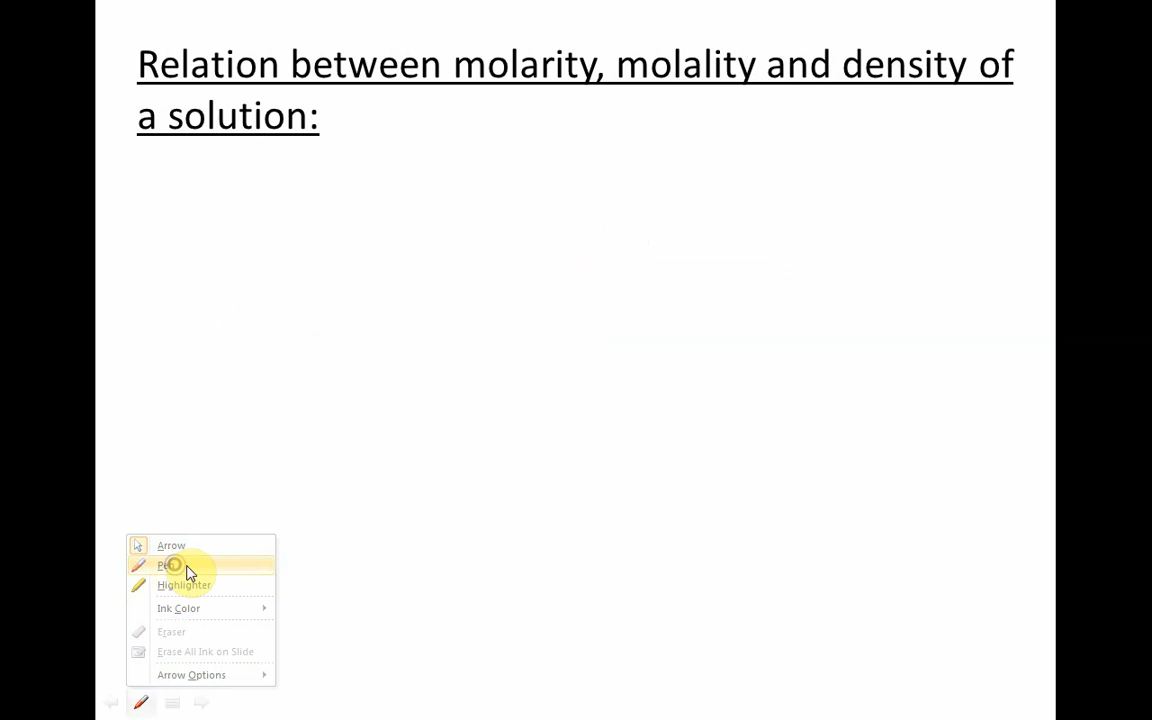 Relation between molarity, molality and density of
a solution:
Arrow
Pen
Highlighter
Ink Color
Eraser
Erase All Ink on Slide
Arrow Options